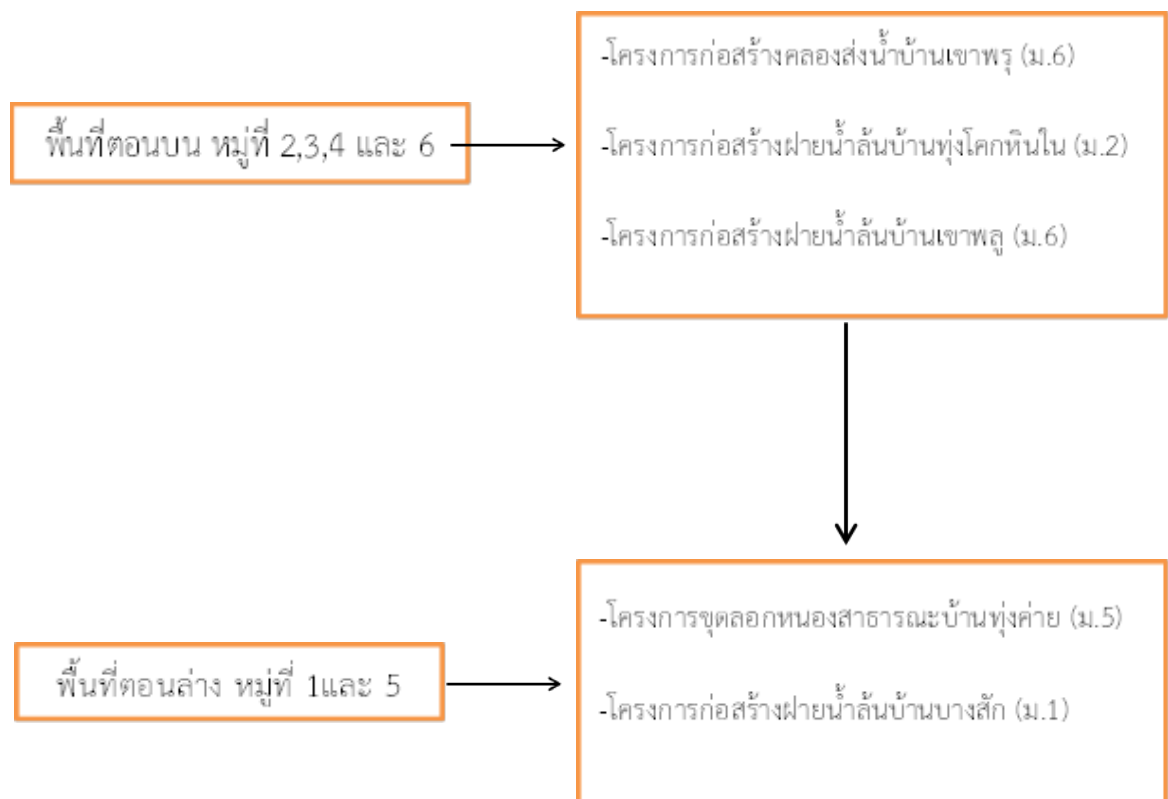 พื้นที่ตอนบน หมู่ที่ 2,3,4 และ 6
-โครงการก่อสร้างคลองส่งน้ำบ้านเขาพรุ (ม.6)
-โครงการก่อสร้างฝายน้ำล้นบ้านทุ่งโคกหินใน (ม.2)
-โครงการก่อสร้างฝายน้ำล้นบ้านเขาพลู (ม.6)
พื้นที่ตอนล่าง หมู่ที่ 1และ 5
-โครงการขุดลอกหนองสาธารณะบ้านทุ่งค่าย (ม.5)
-โครงการก่อสร้างฝายน้ำล้นบ้านบางสัก (ม.1)